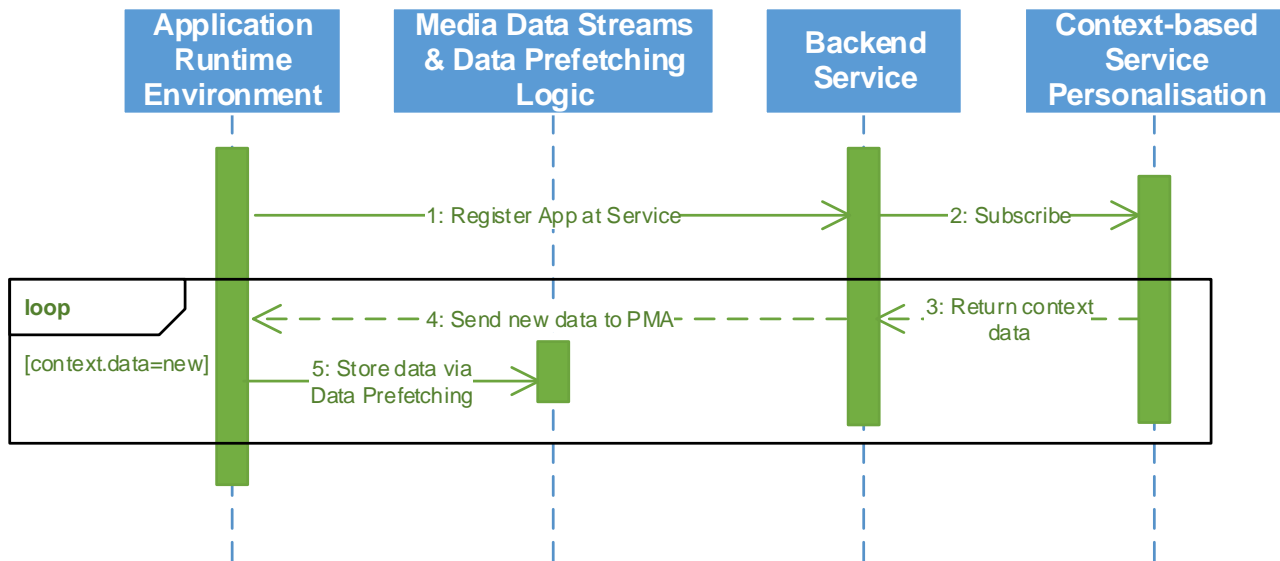 Application
Runtime
Environment
Media Data Streams
& Data Prefetching
Logic
Backend
Service
Context-based
Service
Personalisation
1: Register App at Service
2: Subscribe
loop
3: Return context
data
4: Send new data to PMA
[context.data=new]
5: Store data via
Data Prefetching